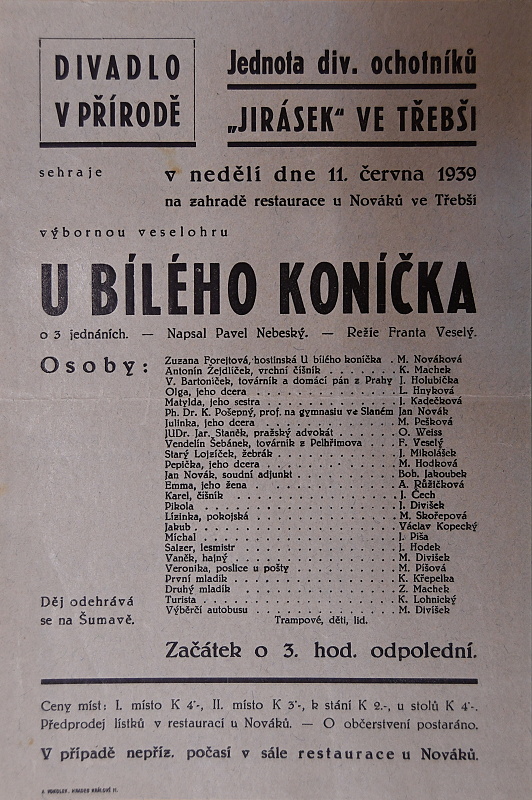 DIVADLO
V PŘÍRODĚ
Jednota div. ochotníků
„JIRÁSEK“ VE TŘEBŠI
sehraje
v nedělí dne 11. června 1939
na zahradě restaurace u Nováků ve Třebši
výbornou veselohru
U BÍLÉHO KONÍČKA
o 3 jednáních. — Napsal Pavel Nebeský. — Režie Franta Veselý.
Osoby:
Zuzana Forejtová, hostinská U bílého koníčka . M. Nováková
Antonín Zejdlíček, vrchní číšník . . . . . . . K. Machek
V. Bartoníček, továrník a domácí pán z Prahy J. Holubička
Olga, jeho dcera . . . . . . . . . . . L. Hnyková
Matylda, jeho sestra . . . . . . . . . . J. Kadečková
Ph. Dr. K. Pošepný, prof. na gymnasiu ve Slaném Jan Novák
Julinka, jeho dcera . . . . . . . . . . M. Pešková
JUDr. Jar. Staněk, pražský advokát . . . . . O. Weiss
Vendelín Šebánek, továrník z Pelhřimova . . . F. Veselý
Starý Lojzíček, žebrák . . . . . . . . . J. Mikolášek
Pepička, jeho dcera . . . . . . . . . . M. Hodková
Jan Novák, soudní adjunkt . . . . . . . . Bob. Jakoubek
Emma, jeho žena . . . . . . . . . . . A. Růžičková
Karel, číšník . . . . . . . . . . . . J. Čech
Pikola . . . . . . . . . . . . . . J. Divíšek
Lízinka, pokojská . . . . . . . . . . . M. Skořepová
Jakub . . . . . . . . . . . . . . Václav Kopecký
Míchal . . . . . . . . . . . . . . J. Píša
Salzer, lesmistr . . . . . . . . . . . J. Hodek
Vaněk, hajný . . . . . . . . . . . . M. Divíšek
Veronika, poslice u pošty . . . . . . . . M. Píšová
První mladík . . . . . . . . . . . . K. Křepelka
Druhý mladík . . . . . . . . . . . . Z. Machek
Turista . . . . . . . . . . . . . . K. Lohnický
Výběrčí autobusu . . . . . . . . . . . M. Divíšek
Trampové, děti, lid.
Děj odehrává
se na Šumavě.
Začátek o 3. hod. odpolední.
Ceny míst: I. místo K 4·-, II. místo K 3·-, k stání K 2.-, u stolů K 4·-.
Předprodej lístků v restauraci u Nováků. — O občerstvení postaráno.
V případě nepříz. počasí v sále restaurace u Nováků.